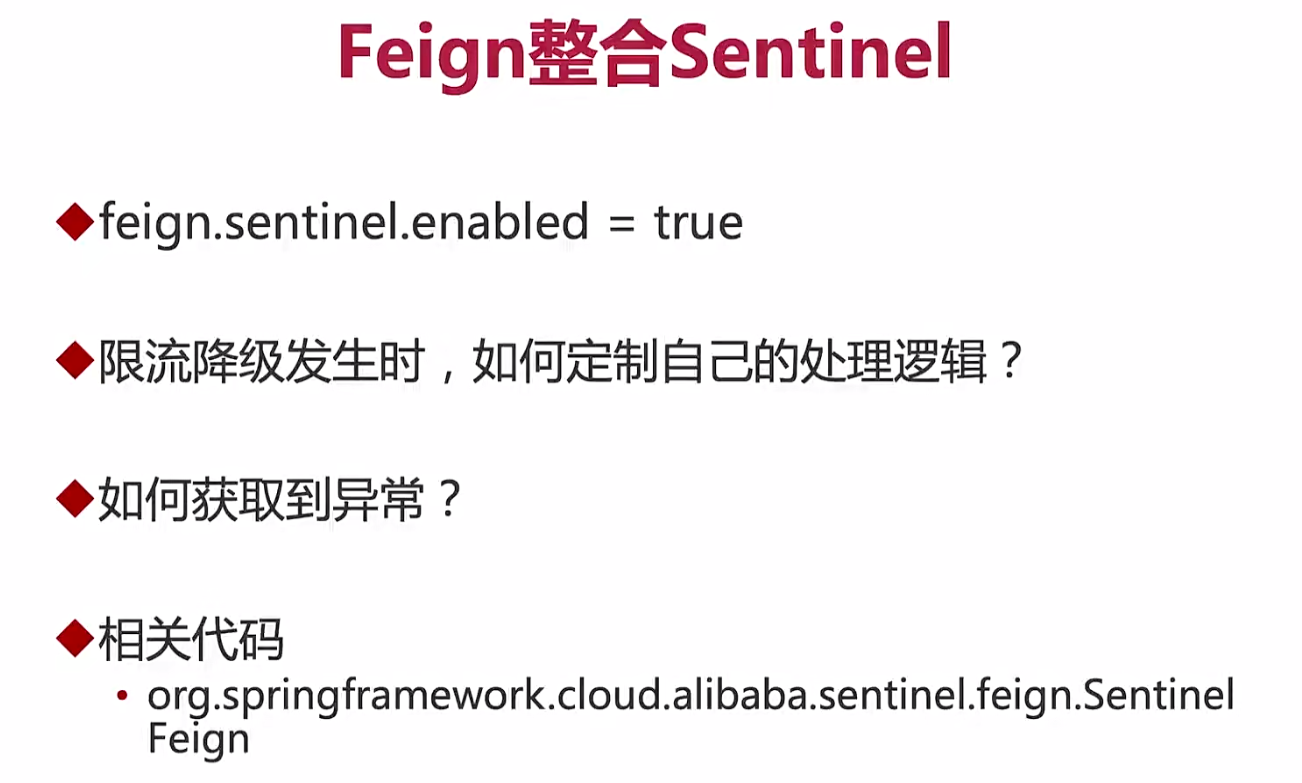 Feign整合Sentinel
feign.sentinel.enabled = true
限流降级发生时，如何定制自己的处理逻辑？
如何获取到异常？
相关代码
org.springframework.cloud.alibaba.sentinel.feign.Sentinel
Feign